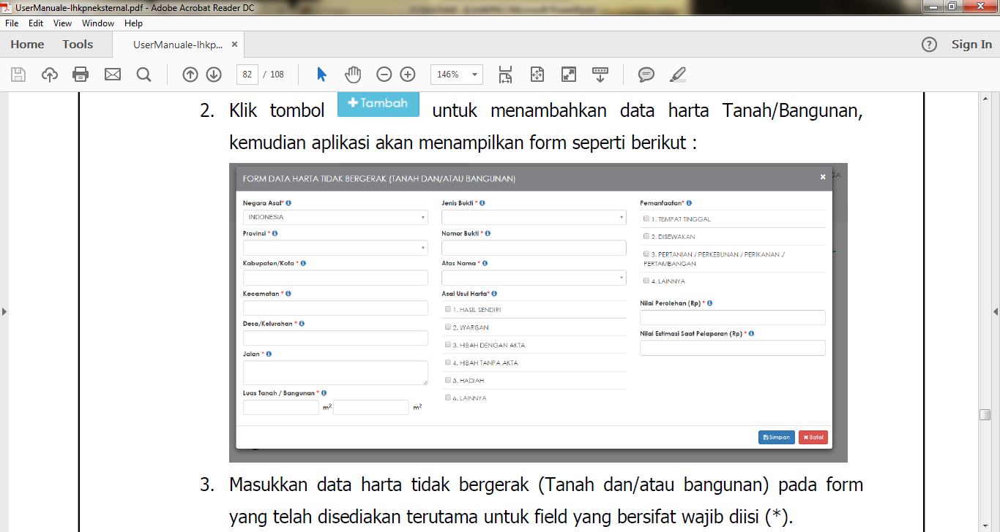 UserManuale-lhkpneksternal.pdf - Adobe Acrobat Reader DC
File Edit View Window Help
Home Tools UserManuale-lhkp... × ? Sign In
82 / 108 146%
2. Klik tombol + Tambah untuk menambahkan data harta Tanah/Bangunan,
kemudian aplikasi akan menampilkan form seperti berikut :
FORM DATA HARTA TIDAK BERGERAK (TANAH DAN/ATAU BANGUNAN) ×
Negara Asal*
INDONESIA
Provinsi *
Kabupaten/Kota *
Kecamatan *
Desa/Kelurahan *
Jalan *
Luas Tanah / Bangunan *
m² m²
Jenis Bukti *
Nomor Bukti *
Atas Nama *
Asal Usul Harta*
1. HASIL SENDIRI
2. WARISAN
3. HIBAH DENGAN AKTA
4. HIBAH TANPA AKTA
5. HADIAH
6. LAINNYA
Pemanfaatan*
1. TEMPAT TINGGAL
2. DISEWAKAN
3. PERTANIAN / PERKEBUNAN / PERIKANAN /
PERTAMBANGAN
4. LAINNYA
Nilai Perolehan (Rp) *
Nilai Estimasi Saat Pelaporan (Rp) *
Simpan × Batal
3. Masukkan data harta tidak bergerak (Tanah dan/atau bangunan) pada form
yang telah disediakan terutama untuk field yang bersifat wajib diisi (*).